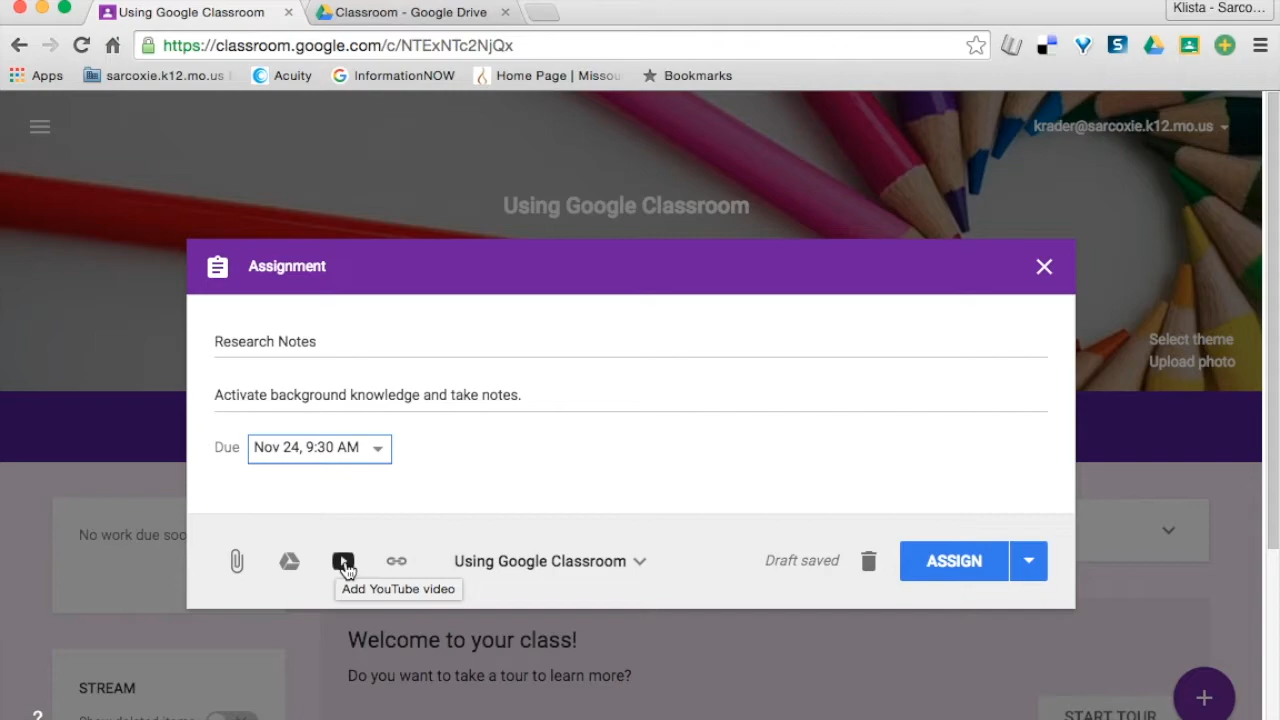 Using Google Classroom
Classroom - Google Drive
Klista - Sarco...
https://classroom.google.com/c/NTExNTc2NjQx
Apps
sarcoxie.k12.mo.us
Acuity
InformationNOW
Home Page | Missou
Bookmarks
krader@sarcoxie.k12.mo.us
Using Google Classroom
Assignment
Research Notes
Select theme
Upload photo
Activate background knowledge and take notes.
Due Nov 24, 9:30 AM
No work due soo
Using Google Classroom
Draft saved
ASSIGN
Add YouTube video
Welcome to your class!
Do you want to take a tour to learn more?
STREAM
Show deleted items
START TOUR
?